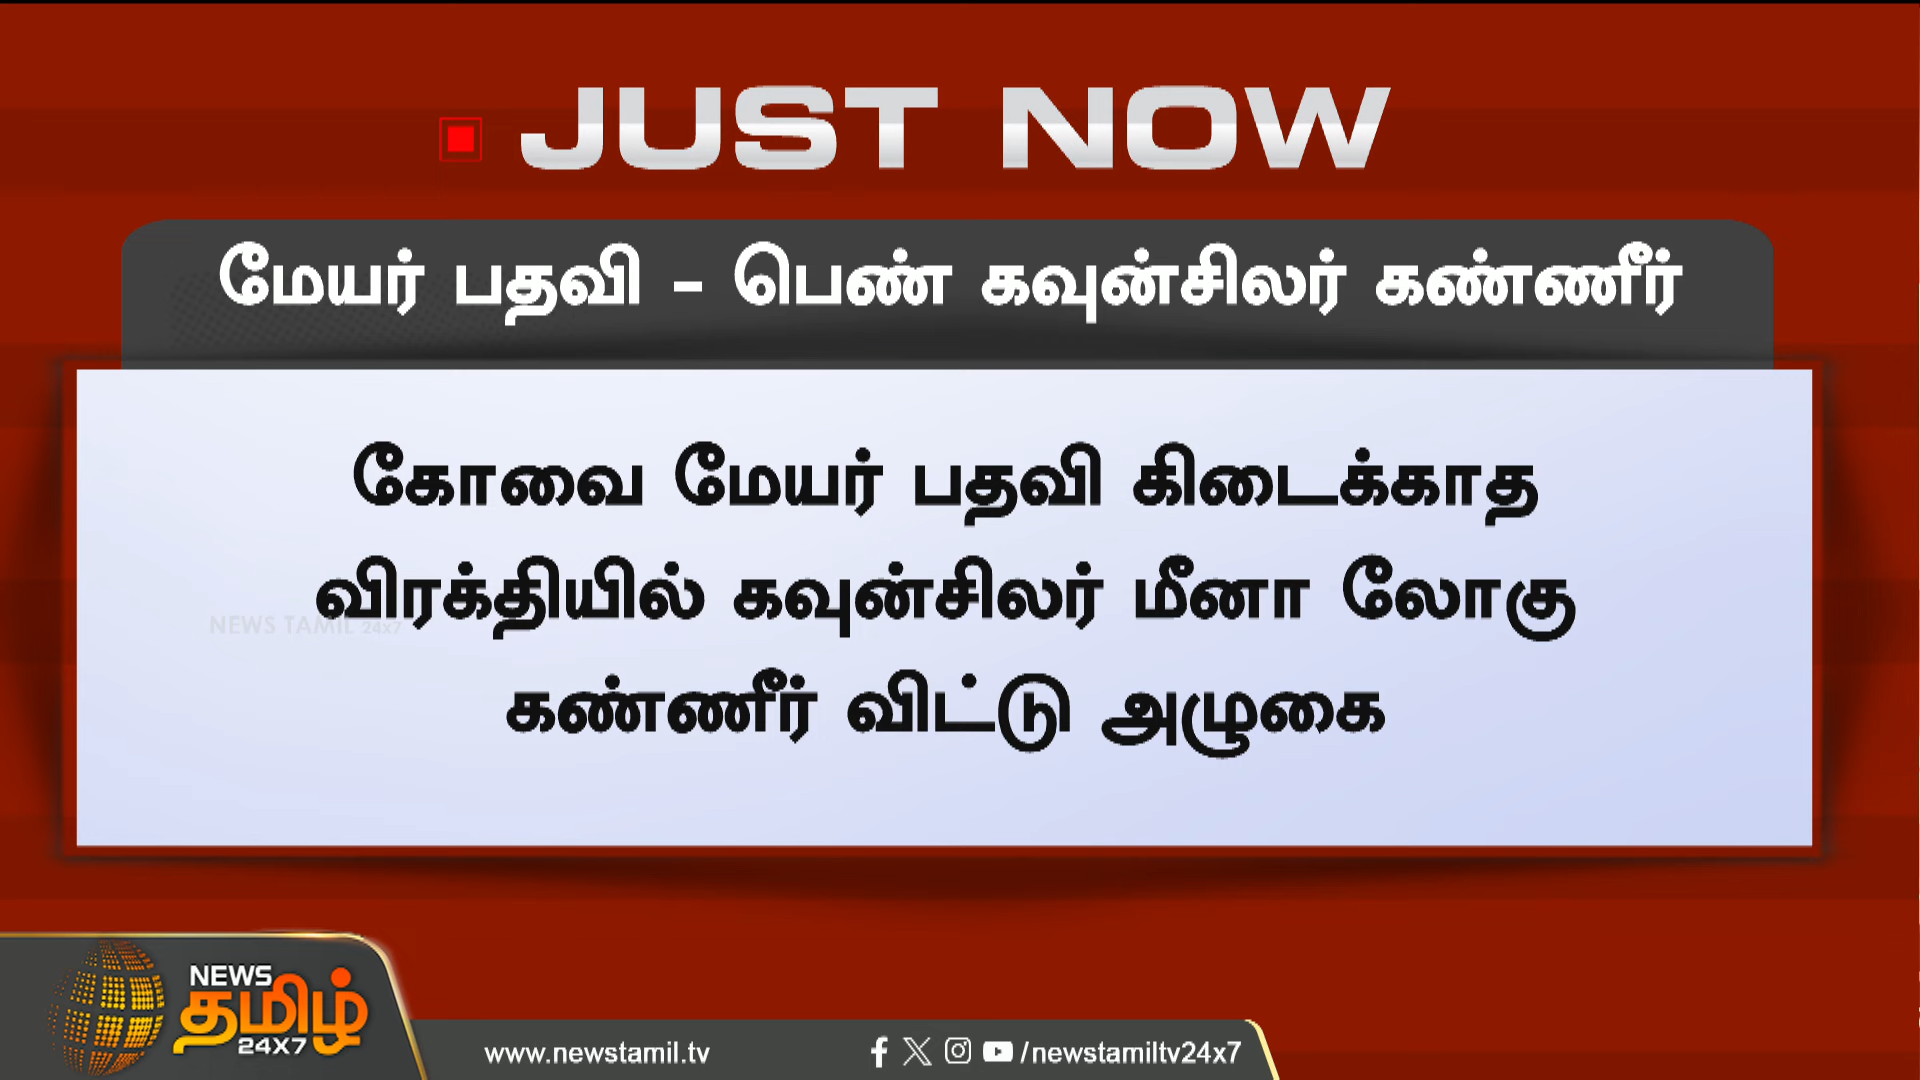 JUST NOW
மேயர் பதவி - பெண் கவுன்சிலர் கண்ணீர்
கோவை மேயர் பதவி கிடைக்காத
விரக்தியில் கவுன்சிலர் மீனா லோகு
கண்ணீர் விட்டு அழுகை
NEWS TAMIL 24x7
NEWS
தமிழ்
24X7
www.newstamil.tv
/newstamiltv24x7